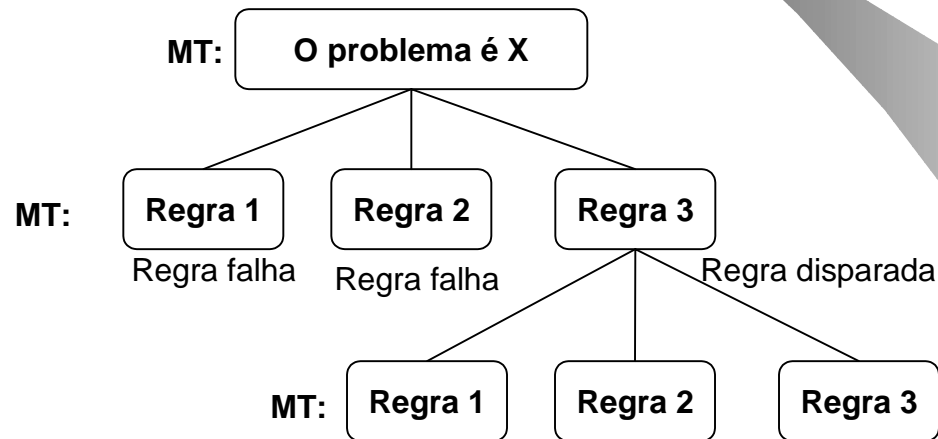 MT: O problema é X
MT: Regra 1 Regra 2 Regra 3
Regra falha Regra falha Regra disparada
MT: Regra 1 Regra 2 Regra 3